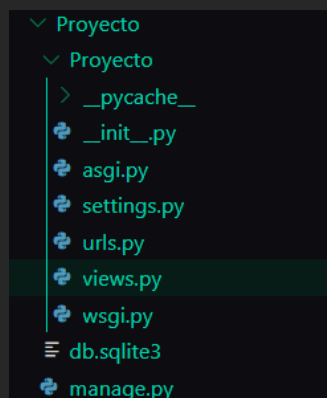 Proyecto
Proyecto
__pycache__
__init__.py
asgi.py
settings.py
urls.py
views.py
wsgi.py
db.sqlite3
manage.py